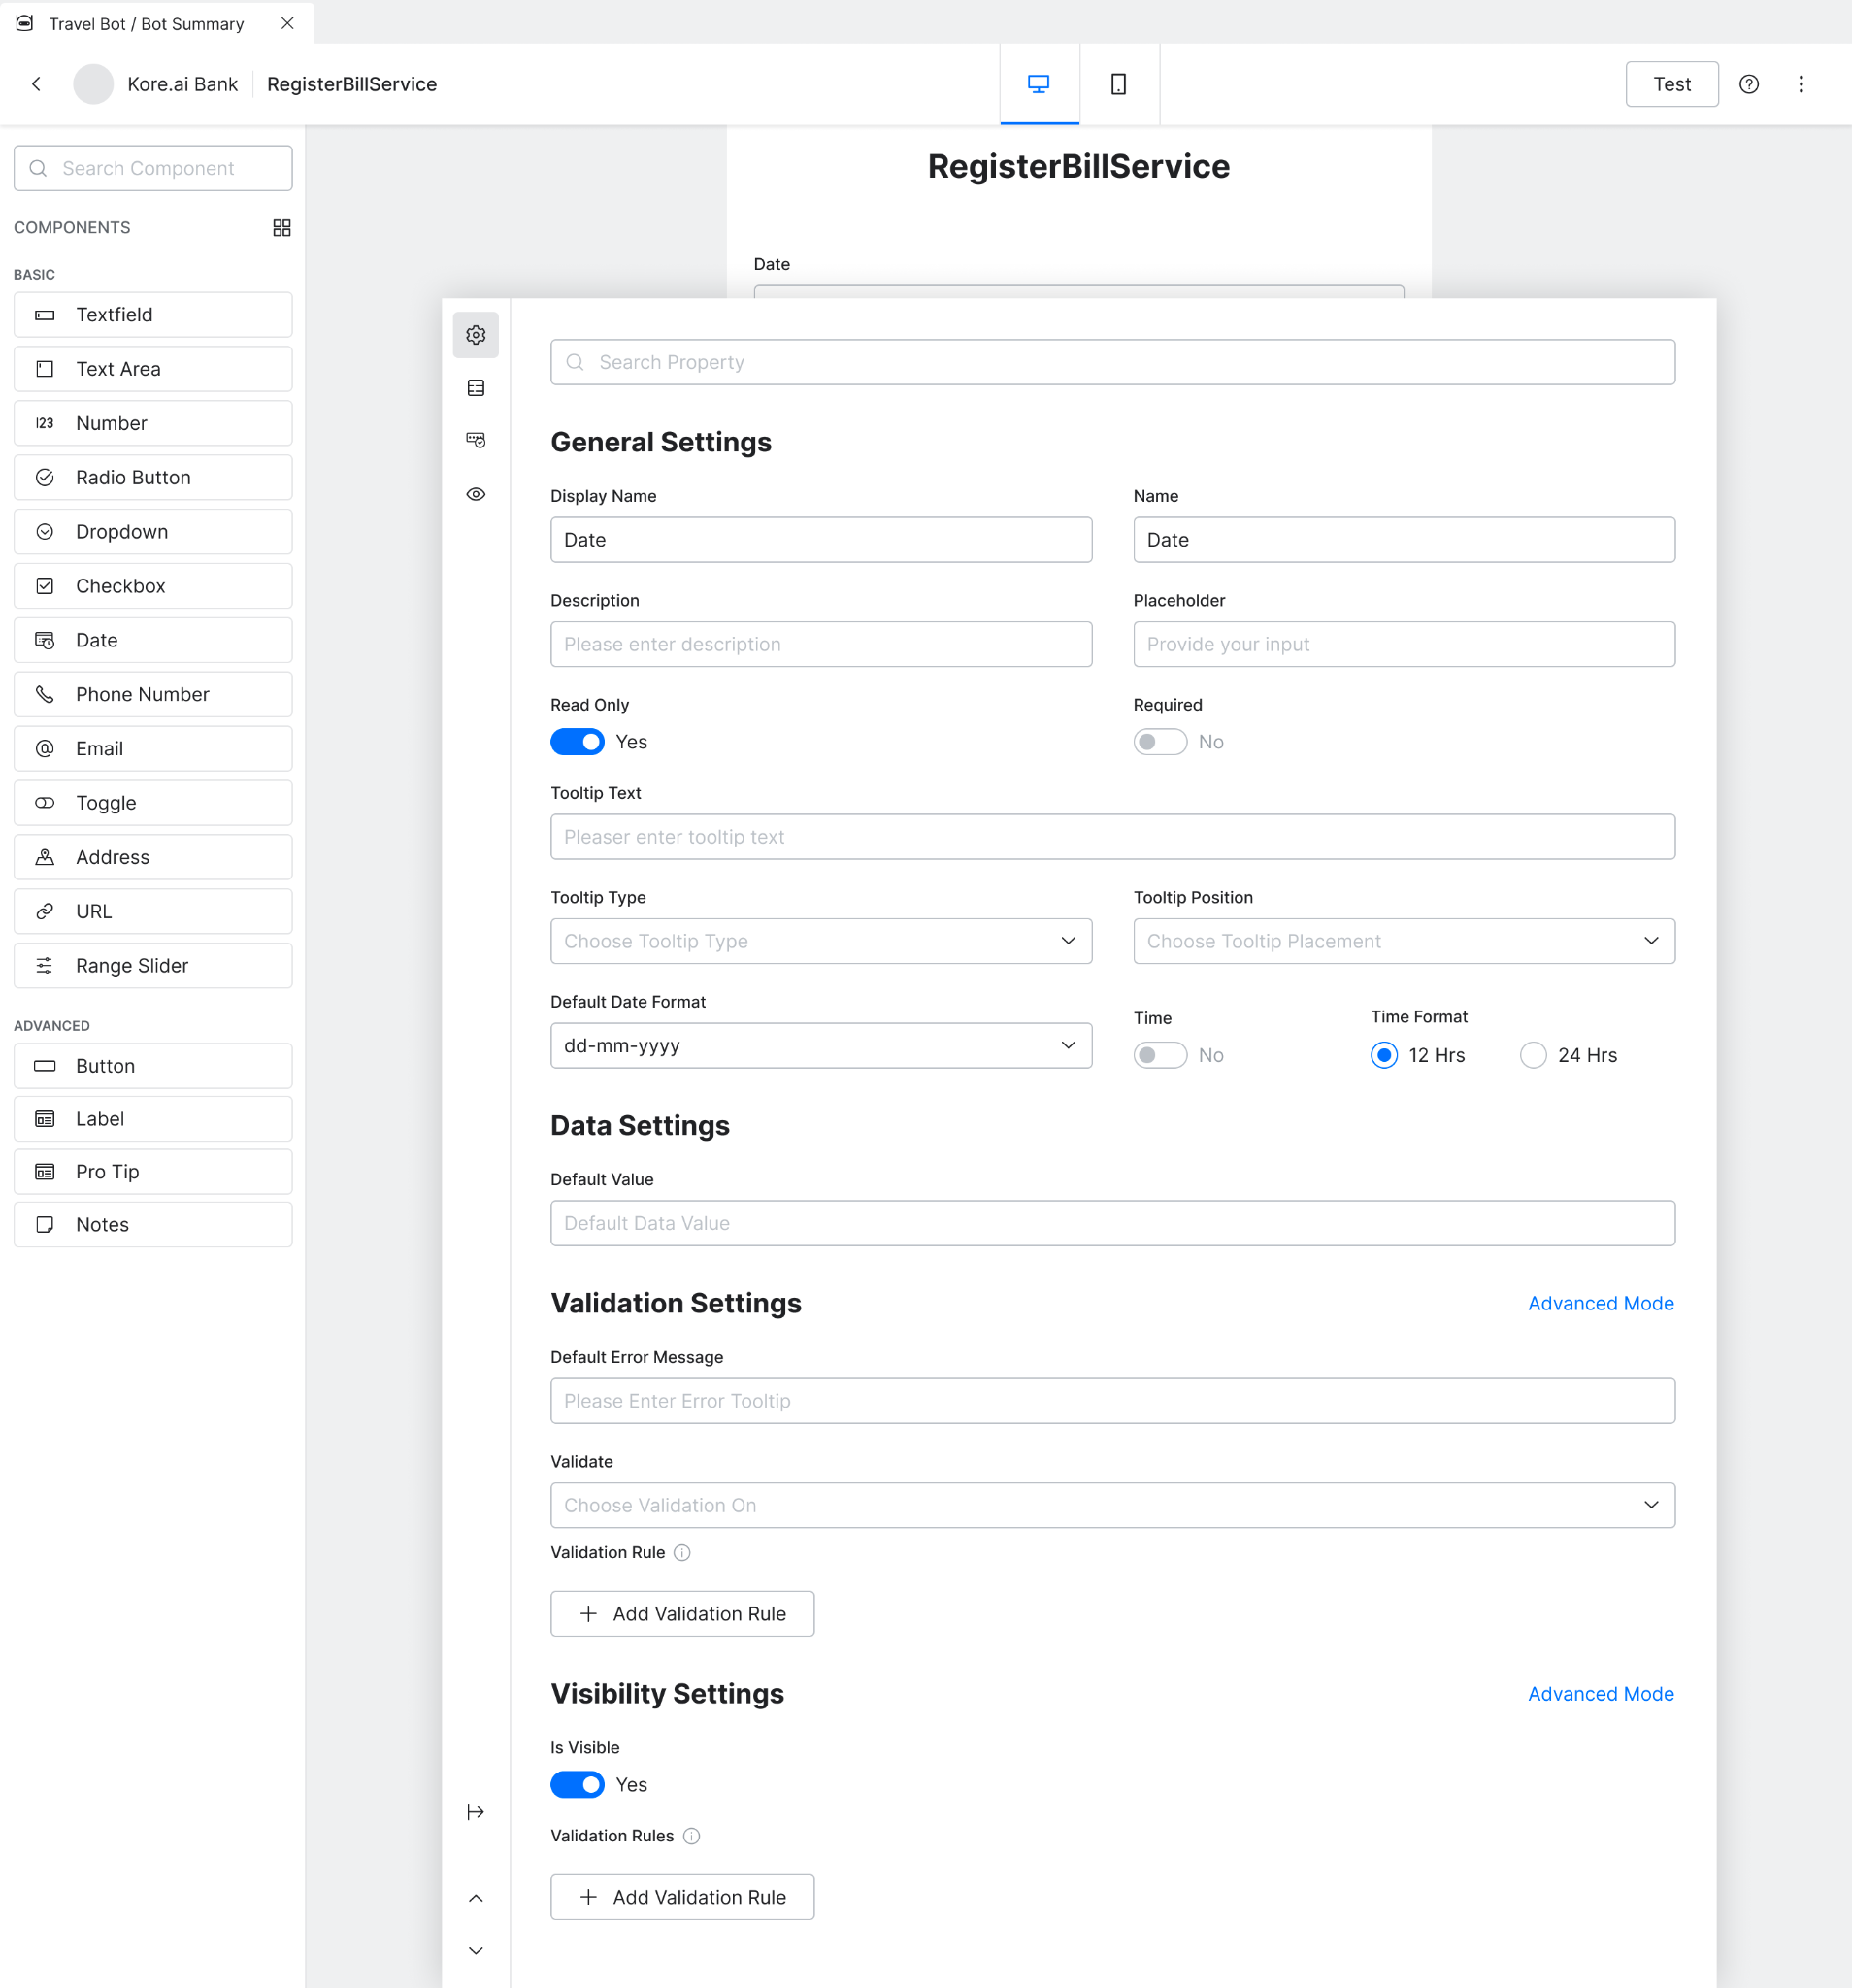 Travel Bot / Bot Summary
Kore.ai Bank
RegisterBillService
Test
Search Component
COMPONENTS
BASIC
Textfield
Text Area
123 Number
Radio Button
Dropdown
Checkbox
Date
Phone Number
Email
Toggle
Address
URL
Range Slider
ADVANCED
Button
Label
Pro Tip
Notes
RegisterBillService
Date
Search Property
General Settings
Display Name
Name
Date
Date
Description
Placeholder
Please enter description
Provide your input
Read Only
Required
Yes
No
Tooltip Text
Pleaser enter tooltip text
Tooltip Type
Tooltip Position
Choose Tooltip Type
Choose Tooltip Placement
Default Date Format
Time
Time Format
dd-mm-yyyy
No
12 Hrs
24 Hrs
Data Settings
Default Value
Default Data Value
Validation Settings
Advanced Mode
Default Error Message
Please Enter Error Tooltip
Validate
Choose Validation On
Validation Rule
Add Validation Rule
Visibility Settings
Advanced Mode
Is Visible
Yes
Validation Rules
Add Validation Rule